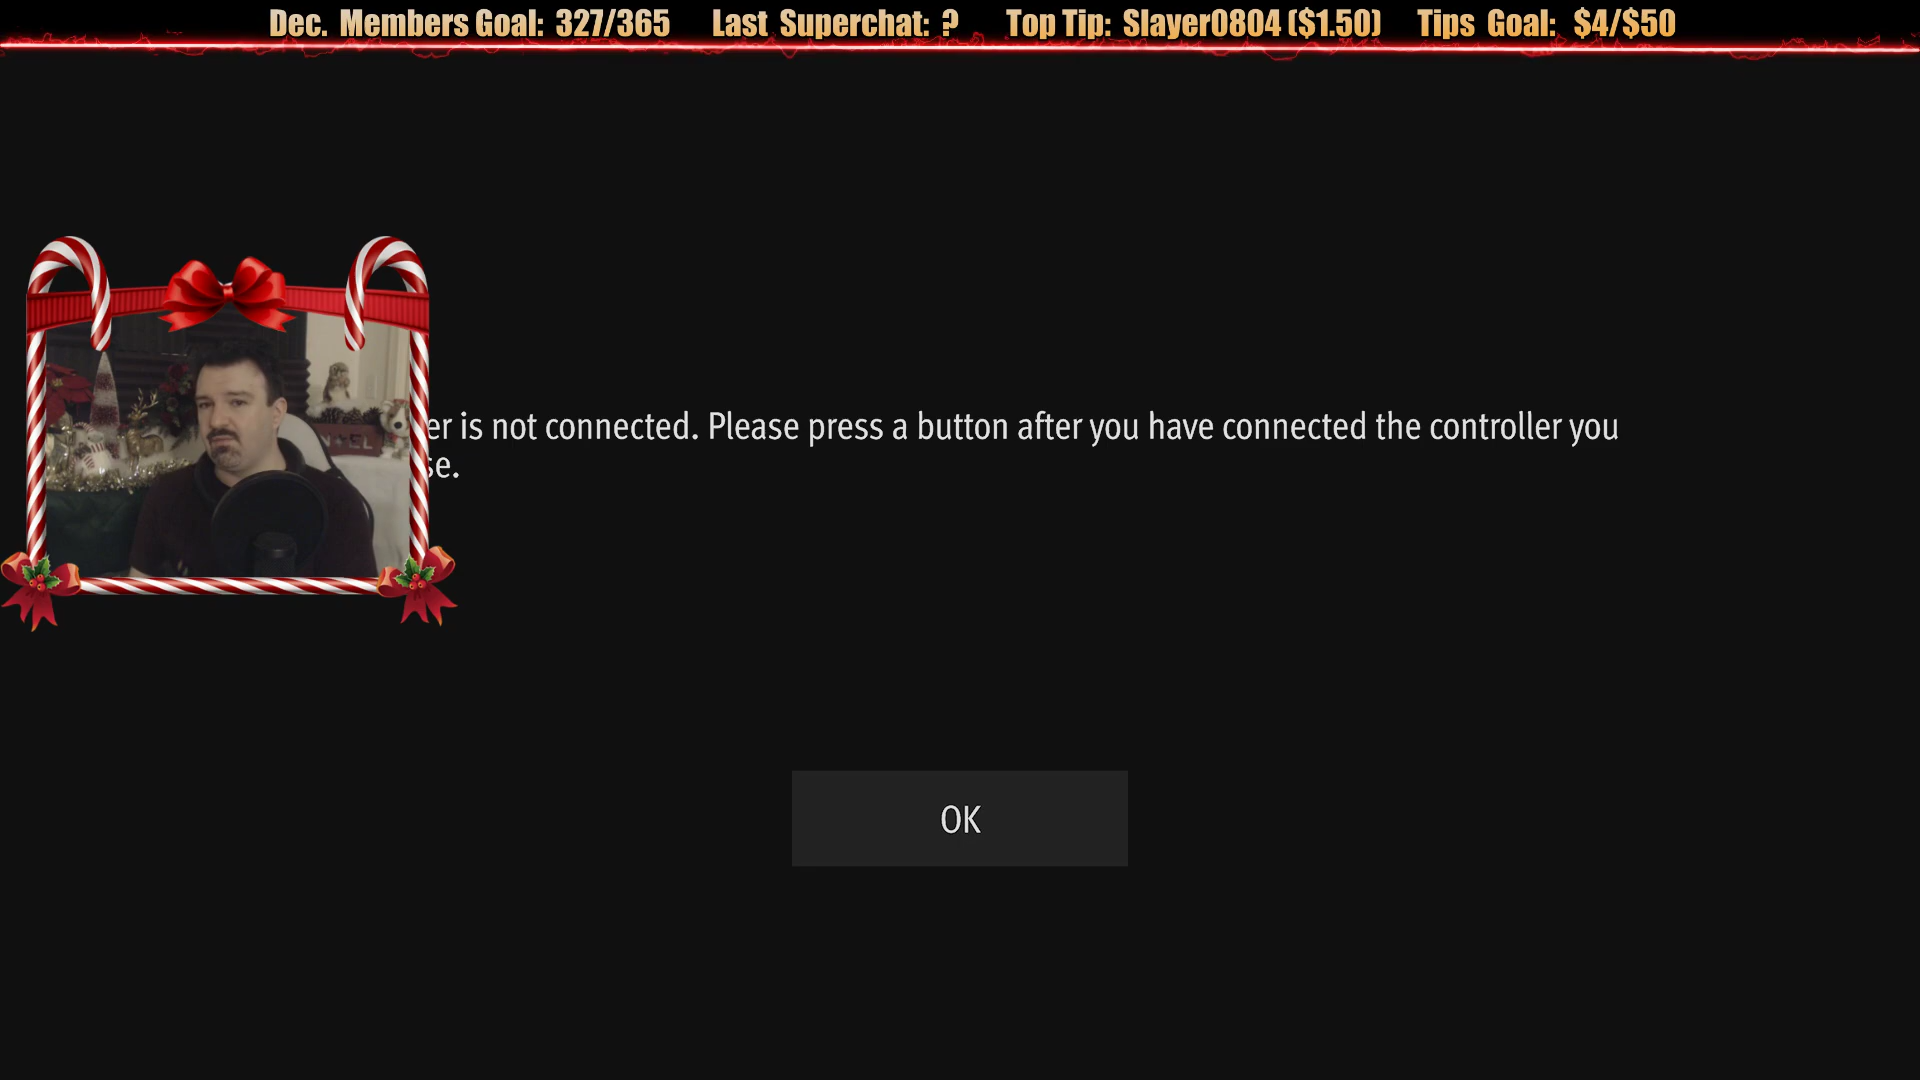 Dec. Members Goal: 327/365 Last Superchat: ? Top Tip: Slayer0804 ($1.50) Tips Goal: $4/$50
er is not connected. Please press a button after you have connected the controller you
se.
OK